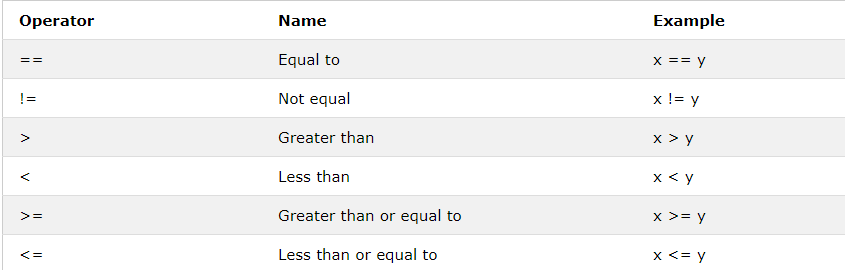 Operator Name Example
== Equal to x == y
!= Not equal x != y
> Greater than x > y
< Less than x < y
>= Greater than or equal to x >= y
<= Less than or equal to x <= y